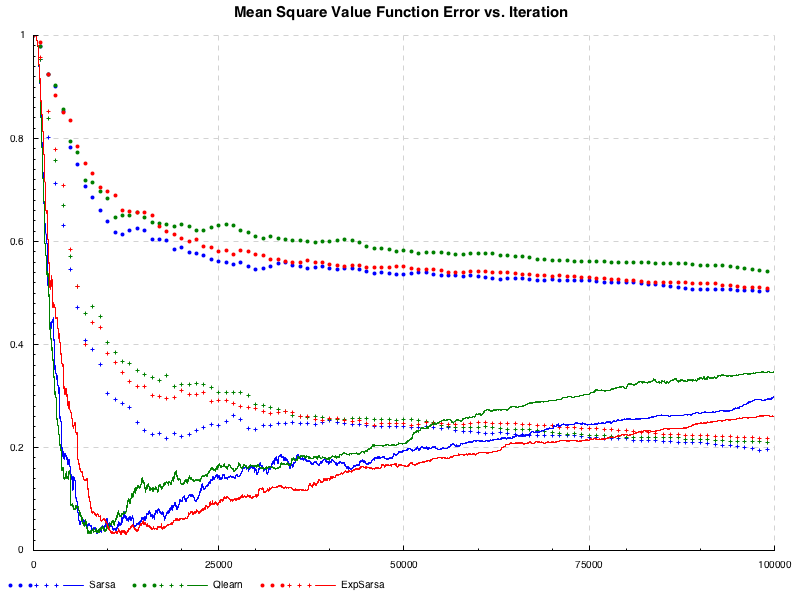 Mean Square Value Function Error vs. Iteration
1
0.8
0.6
0.4
0.2
0
0 25000 50000 75000 100000
Sarsa Qlearn ExpSarsa